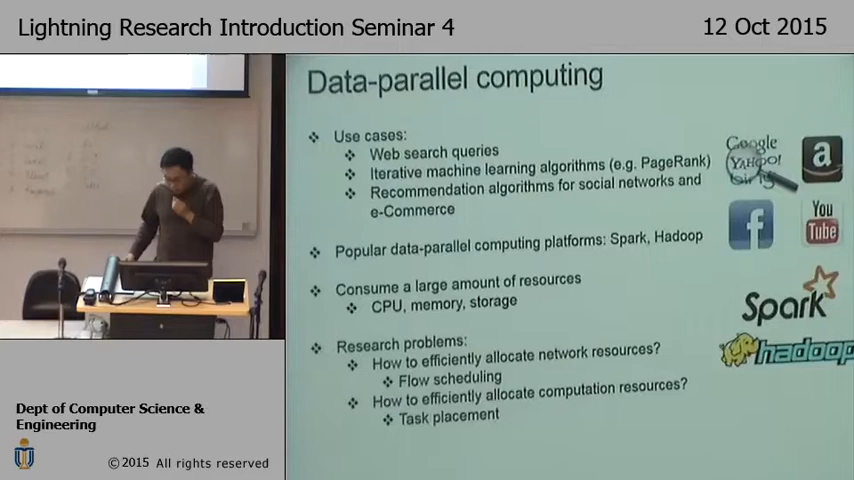 Lightning Research Introduction Seminar 4
12 Oct 2015
Data-parallel computing
❖ Use cases:
❖ Web search queries
❖ Iterative machine learning algorithms (e.g. PageRank)
❖ Recommendation algorithms for social networks and
e-Commerce
❖ Popular data-parallel computing platforms: Spark, Hadoop
❖ Consume a large amount of resources
❖ CPU, memory, storage
❖ Research problems:
❖ How to efficiently allocate network resources?
❖ Flow scheduling
❖ How to efficiently allocate computation resources?
❖ Task placement
Google
YAHOO!
a
f
You
Tube
Spark
hadoop
Dept of Computer Science &
Engineering
© 2015 All rights reserved